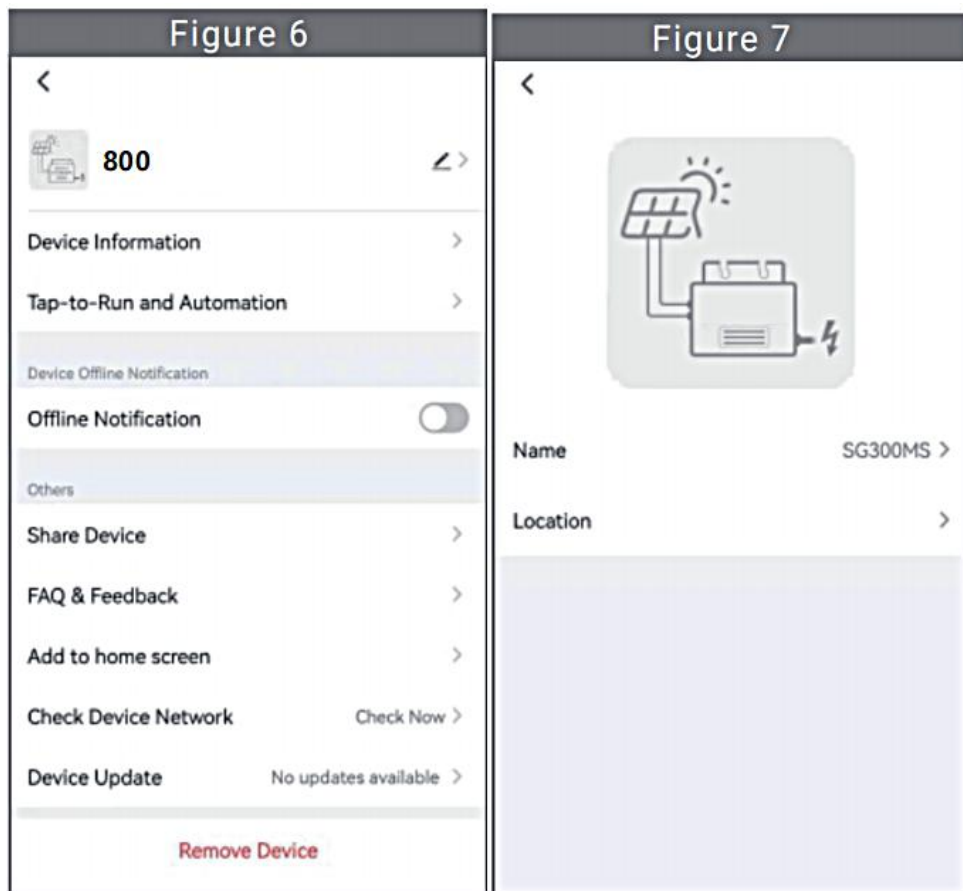 Figure 6
800
Device Information
Tap-to-Run and Automation
Device Offline Notification
Offline Notification
Others
Share Device
FAQ & Feedback
Add to home screen
Check Device Network Check Now
Device Update No updates available
Remove Device
Figure 7
Name SG300MS
Location